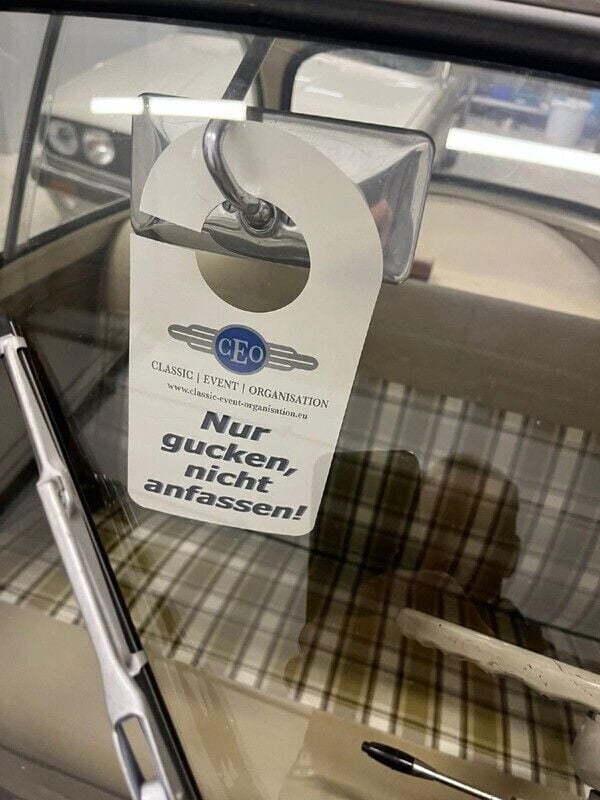 CEO
CLASSIC | EVENT | ORGANISATION
www.classic-event-organisation.eu
Nur
gucken,
nicht
anfassen!